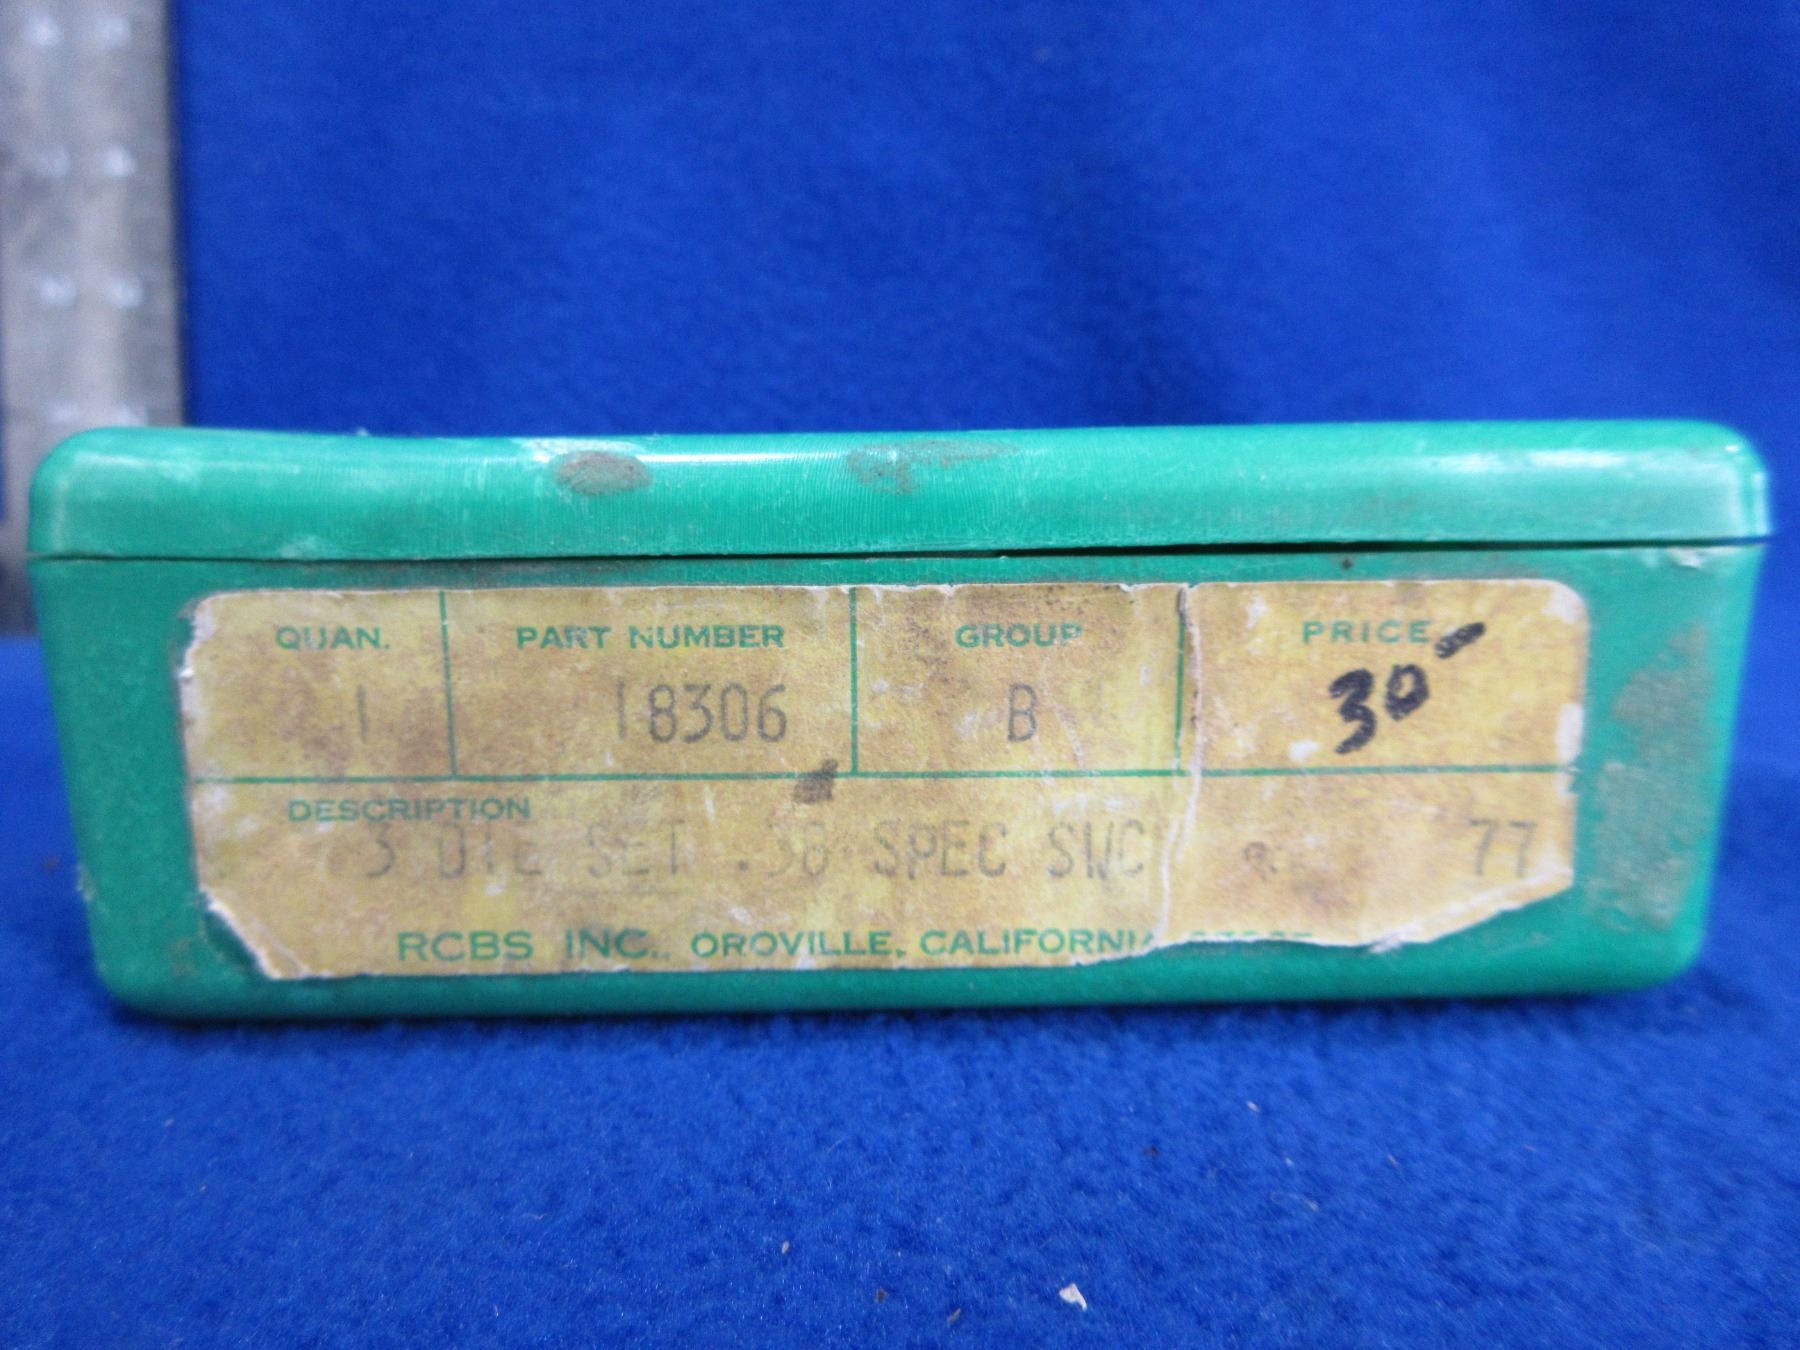 QUAN. PART NUMBER GROUP PRICE
1 18306 B 30-
DESCRIPTION
3 DIE SET .38 SPEC SWC 77
RCBS INC., OROVILLE, CALIFORNIA